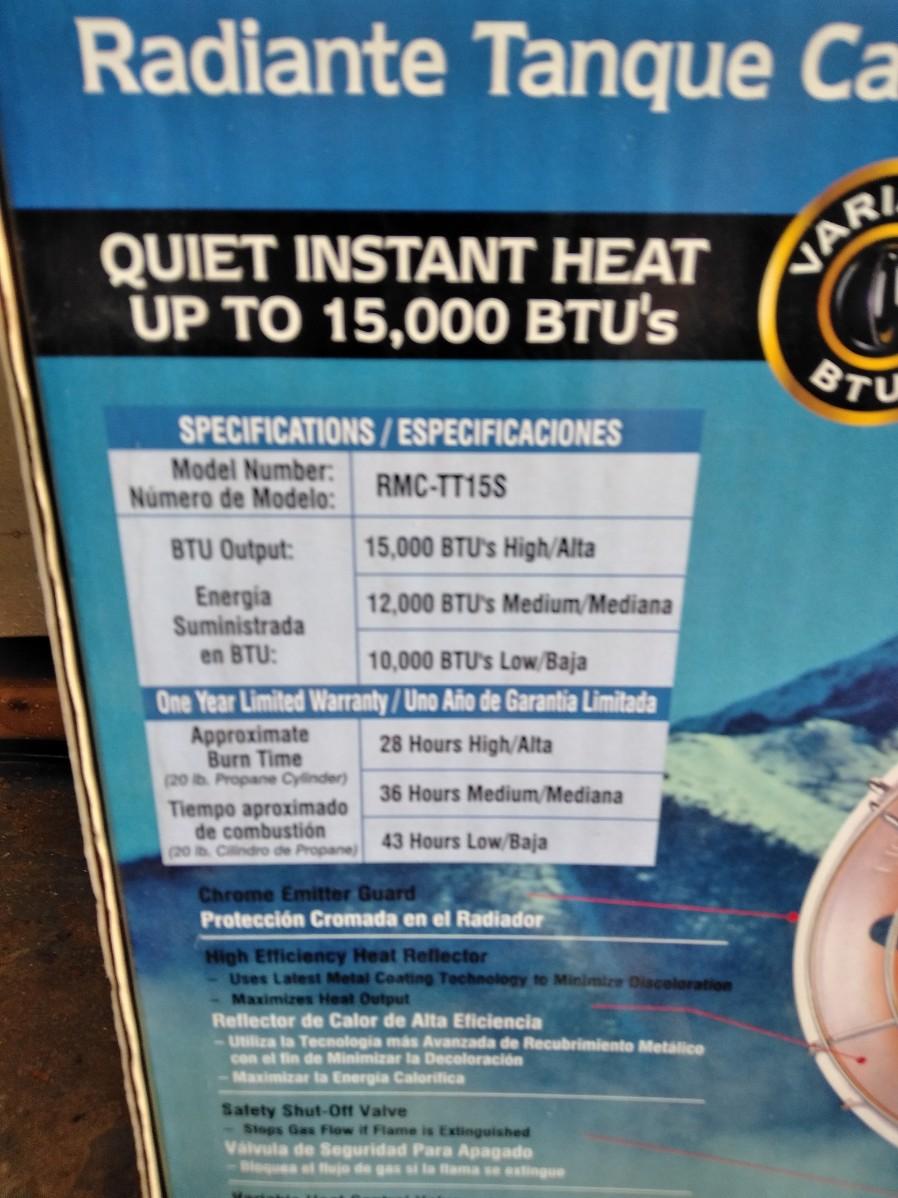 Radiante Tanque Ca
QUIET INSTANT HEAT
UP TO 15,000 BTU's
VARI
BTU
SPECIFICATIONS / ESPECIFICACIONES
Model Number:
Número de Modelo:
RMC-TT15S
BTU Output:
Energía
Suministrada
en BTU:
15,000 BTU's High/Alta
12,000 BTU's Medium/Mediana
10,000 BTU's Low/Baja
One Year Limited Warranty / Uno Año de Garantía Limitada
Approximate
Burn Time
(20 lb. Propane Cylinder)
Tiempo aproximado
de combustión
(20 lb. Cilindro de Propane)
28 Hours High/Alta
36 Hours Medium/Mediana
43 Hours Low/Baja
Chrome Emitter Guard
Protección Cromada en el Radiador
High Efficiency Heat Reflector
- Uses Latest Metal Coating Technology to Minimize Discoloration
- Maximizes Heat Output
Reflector de Calor de Alta Eficiencia
- Utiliza la Tecnología más Avanzada de Recubrimiento Metálico
con el fin de Minimizar la Decoloración
- Maximizar la Energía Calorífica
Safety Shut-Off Valve
- Stops Gas Flow if Flame is Extinguished
Válvula de Seguridad Para Apagado
- Bloquea el flujo de gas si la flama se extingue